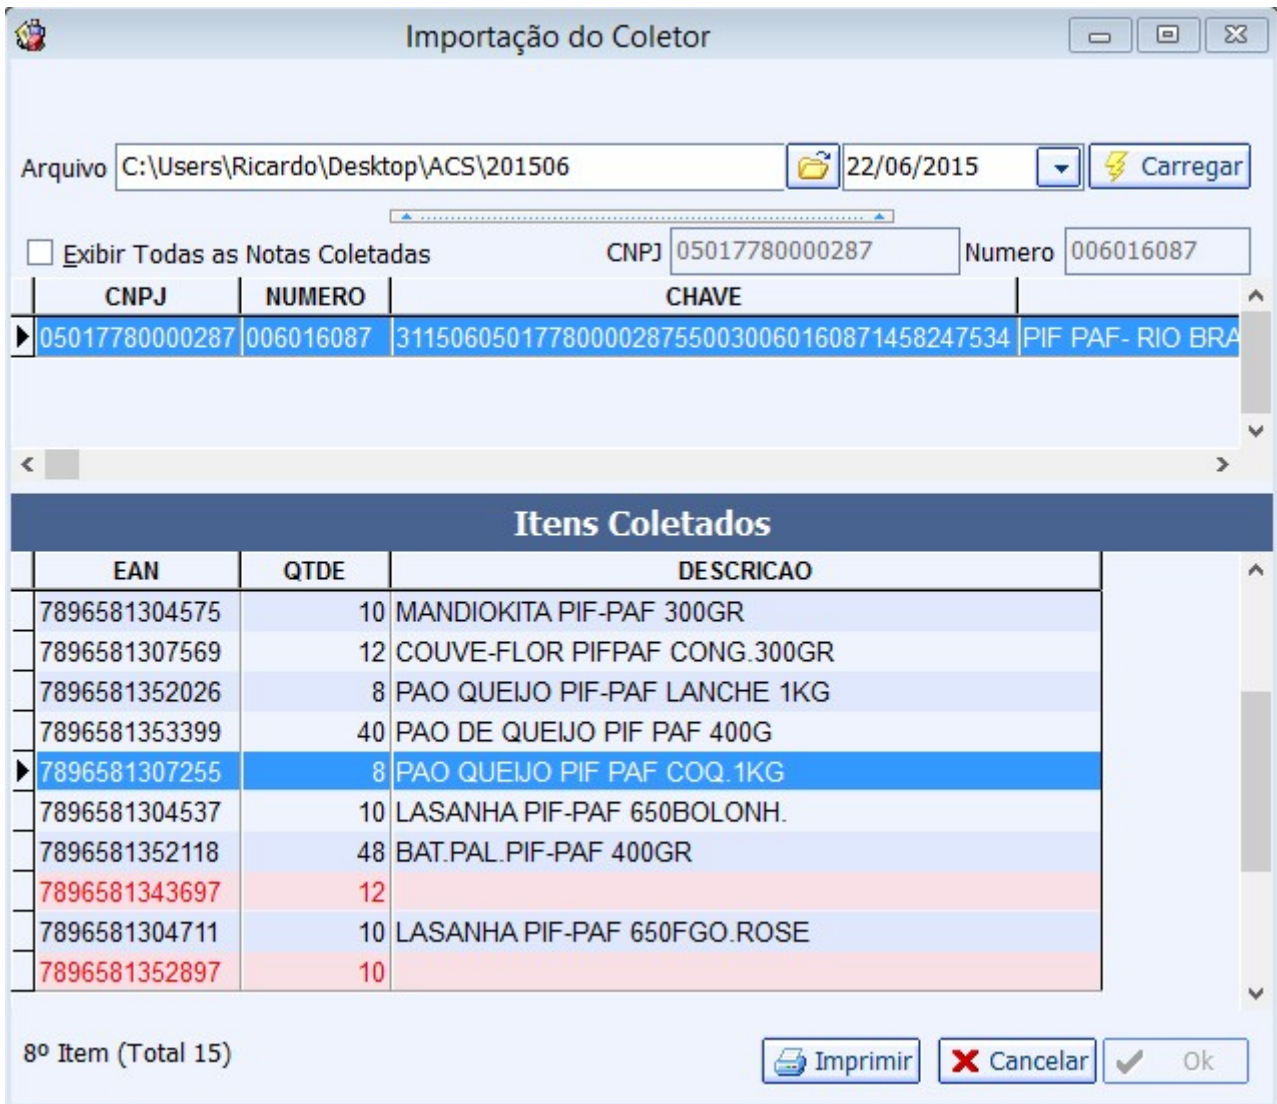 Importação do Coletor
Arquivo C:\Users\Ricardo\Desktop\ACS\201506 22/06/2015 Carregar
Exibir Todas as Notas Coletadas CNPJ 05017780000287 Numero 006016087
CNPJ NUMERO CHAVE
05017780000287 006016087 31150605017780000287550030060160871458247534 PIF PAF- RIO BRA
Itens Coletados
EAN QTDE DESCRICAO
7896581304575 10 MANDIOKITA PIF-PAF 300GR
7896581307569 12 COUVE-FLOR PIFPAF CONG.300GR
7896581352026 8 PAO QUEIJO PIF-PAF LANCHE 1KG
7896581353399 40 PAO DE QUEIJO PIF PAF 400G
7896581307255 8 PAO QUEIJO PIF PAF COQ.1KG
7896581304537 10 LASANHA PIF-PAF 650BOLONH.
7896581352118 48 BAT.PAL.PIF-PAF 400GR
7896581343697 12
7896581304711 10 LASANHA PIF-PAF 650FGO.ROSE
7896581352897 10
8º Item (Total 15) Imprimir Cancelar Ok